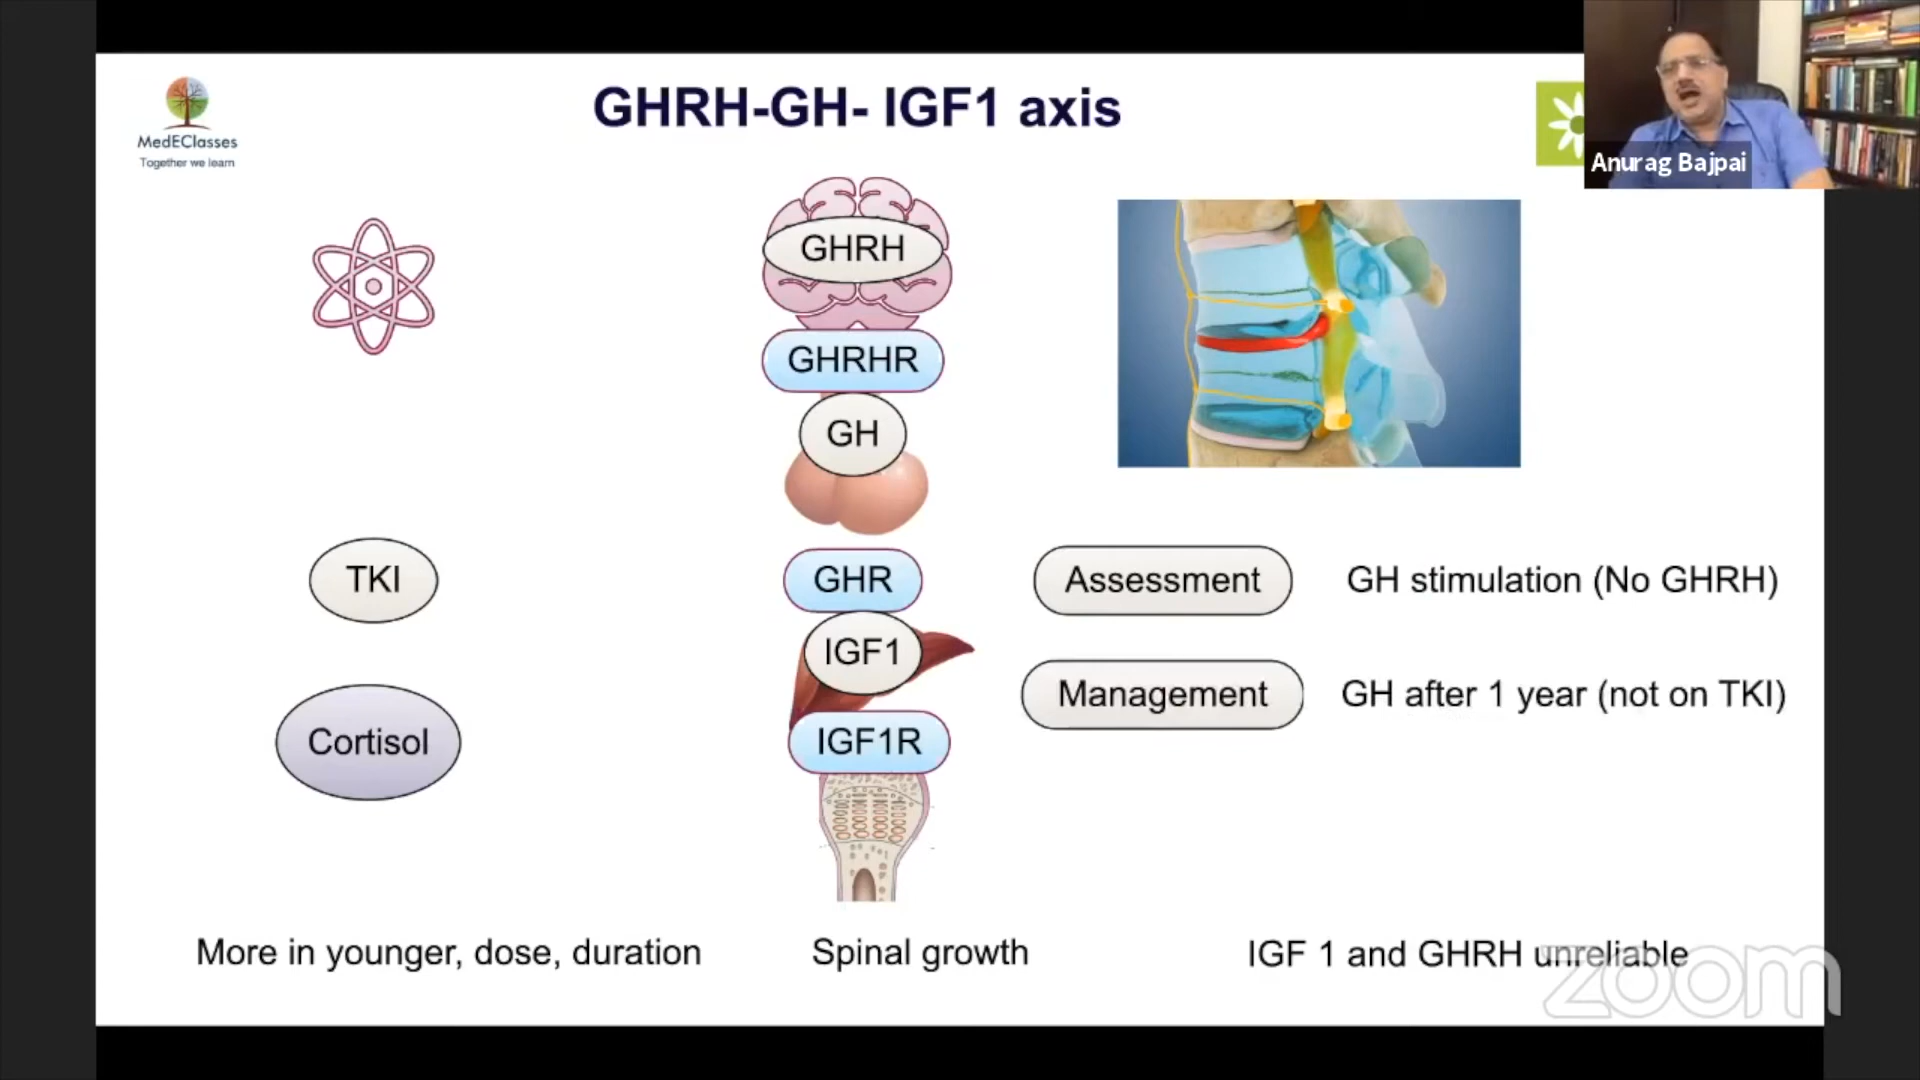 GHRH-GH- IGF1 axis
MedEClasses
Together we learn
Anurag Bajpai
GHRH
GHRHR
GH
TKI
GHR
Assessment
GH stimulation (No GHRH)
IGF1
Management
GH after 1 year (not on TKI)
Cortisol
IGF1R
More in younger, dose, duration
Spinal growth
IGF 1 and GHRH unreliable
zoom